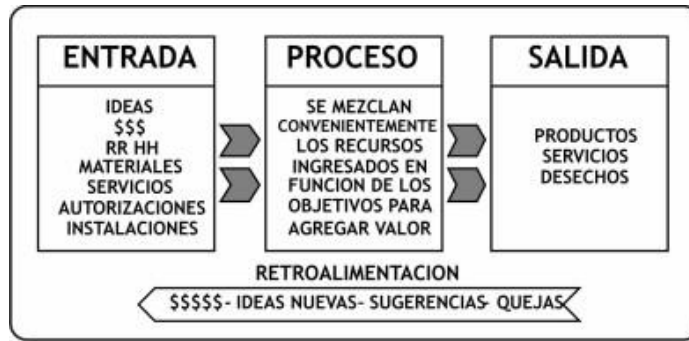 ENTRADA
IDEAS
$$$
RR HH
MATERIALES
SERVICIOS
AUTORIZACIONES
INSTALACIONES
PROCESO
SE MEZCLAN
CONVENIENTEMENTE
LOS RECURSOS
INGRESADOS EN
FUNCION DE LOS
OBJETIVOS PARA
AGREGAR VALOR
SALIDA
PRODUCTOS
SERVICIOS
DESECHOS
RETROALIMENTACION
$$$$$- IDEAS NUEVAS- SUGERENCIAS- QUEJAS